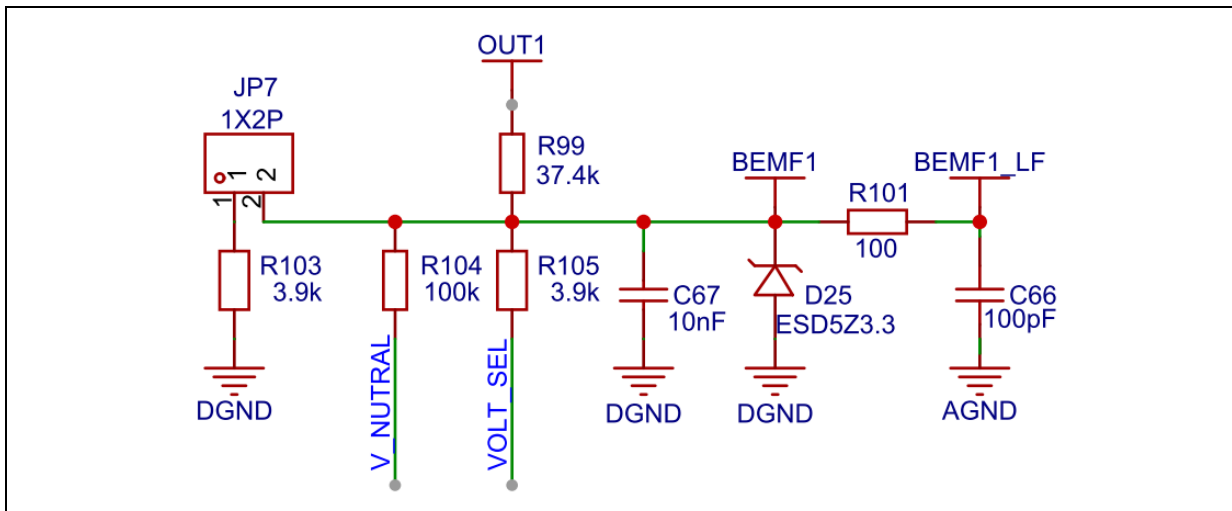 OUT1
JP7
1X2P
1 2
1 2
R99
37.4k
BEMF1
BEMF1_LF
R101
100
R103
3.9k
R104
100k
R105
3.9k
C67
10nF
D25
ESD5Z3.3
C66
100pF
V_NUTRAL
VOLT_SEL
DGND
DGND
DGND
AGND